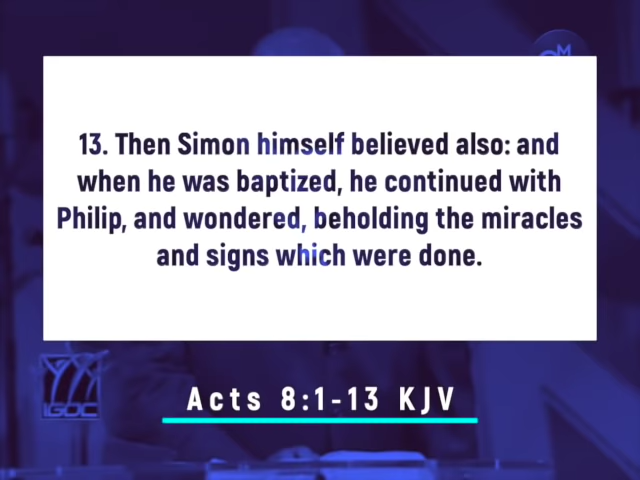 13. Then Simon himself believed also: and
when he was baptized, he continued with
Philip, and wondered, beholding the miracles
and signs which were done.
IGOC
Acts 8:1-13 KJV